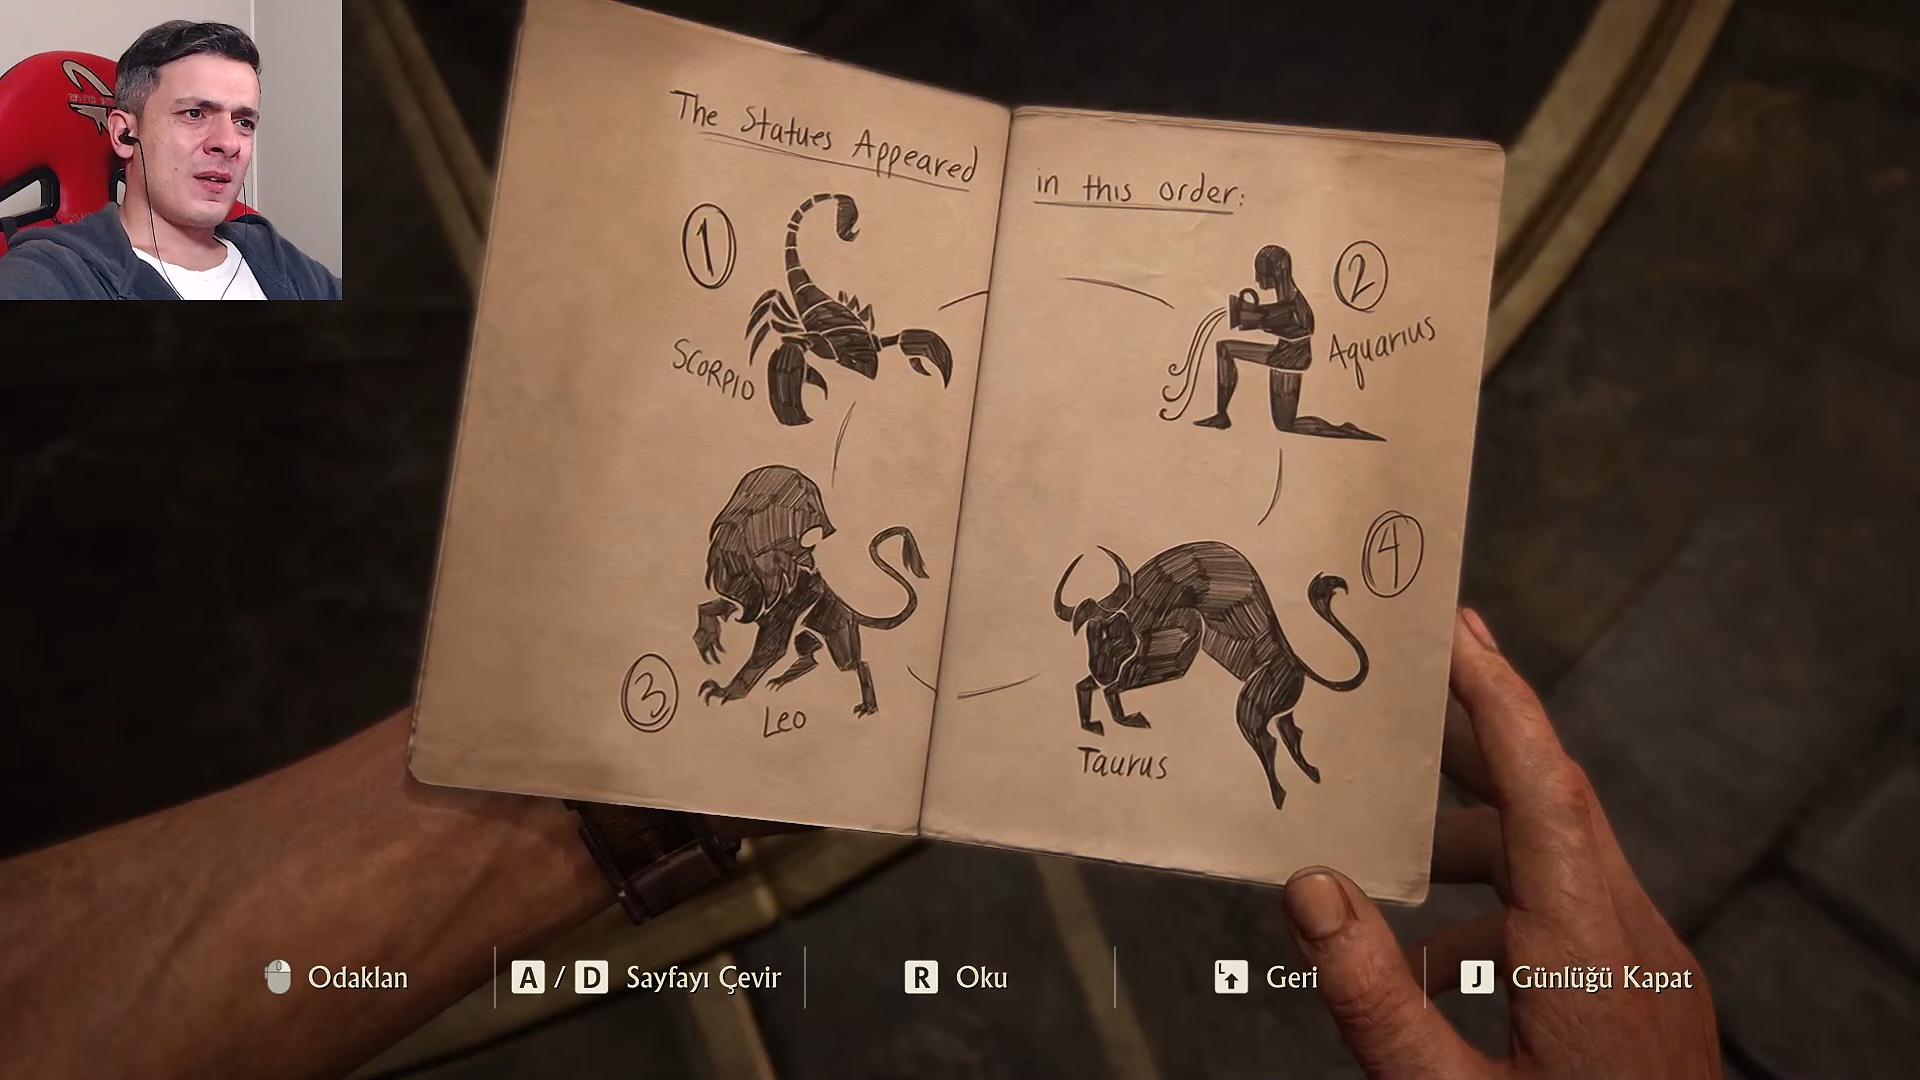 The Statues Appeared
in this order:
1
SCORPIO
2
Aquarius
3
Leo
4
Taurus
Odaklan
A / D Sayfayı Çevir
R Oku
L Geri
J Günlüğü Kapat